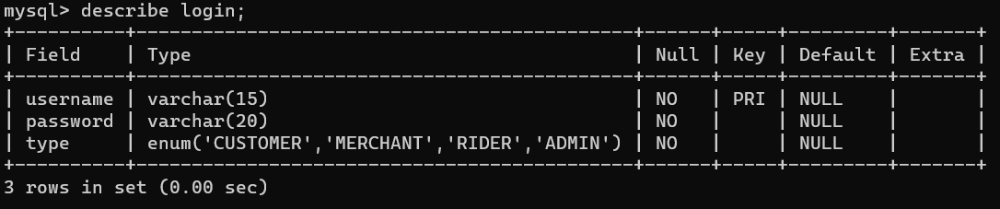 mysql> describe login;
+----------+---------------------------------------------+------+-----+---------+-------+
| Field    | Type                                        | Null | Key | Default | Extra |
+----------+---------------------------------------------+------+-----+---------+-------+
| username | varchar(15)                                 | NO   | PRI | NULL    |       |
| password | varchar(20)                                 | NO   |     | NULL    |       |
| type     | enum('CUSTOMER','MERCHANT','RIDER','ADMIN') | NO   |     | NULL    |       |
+----------+---------------------------------------------+------+-----+---------+-------+
3 rows in set (0.00 sec)